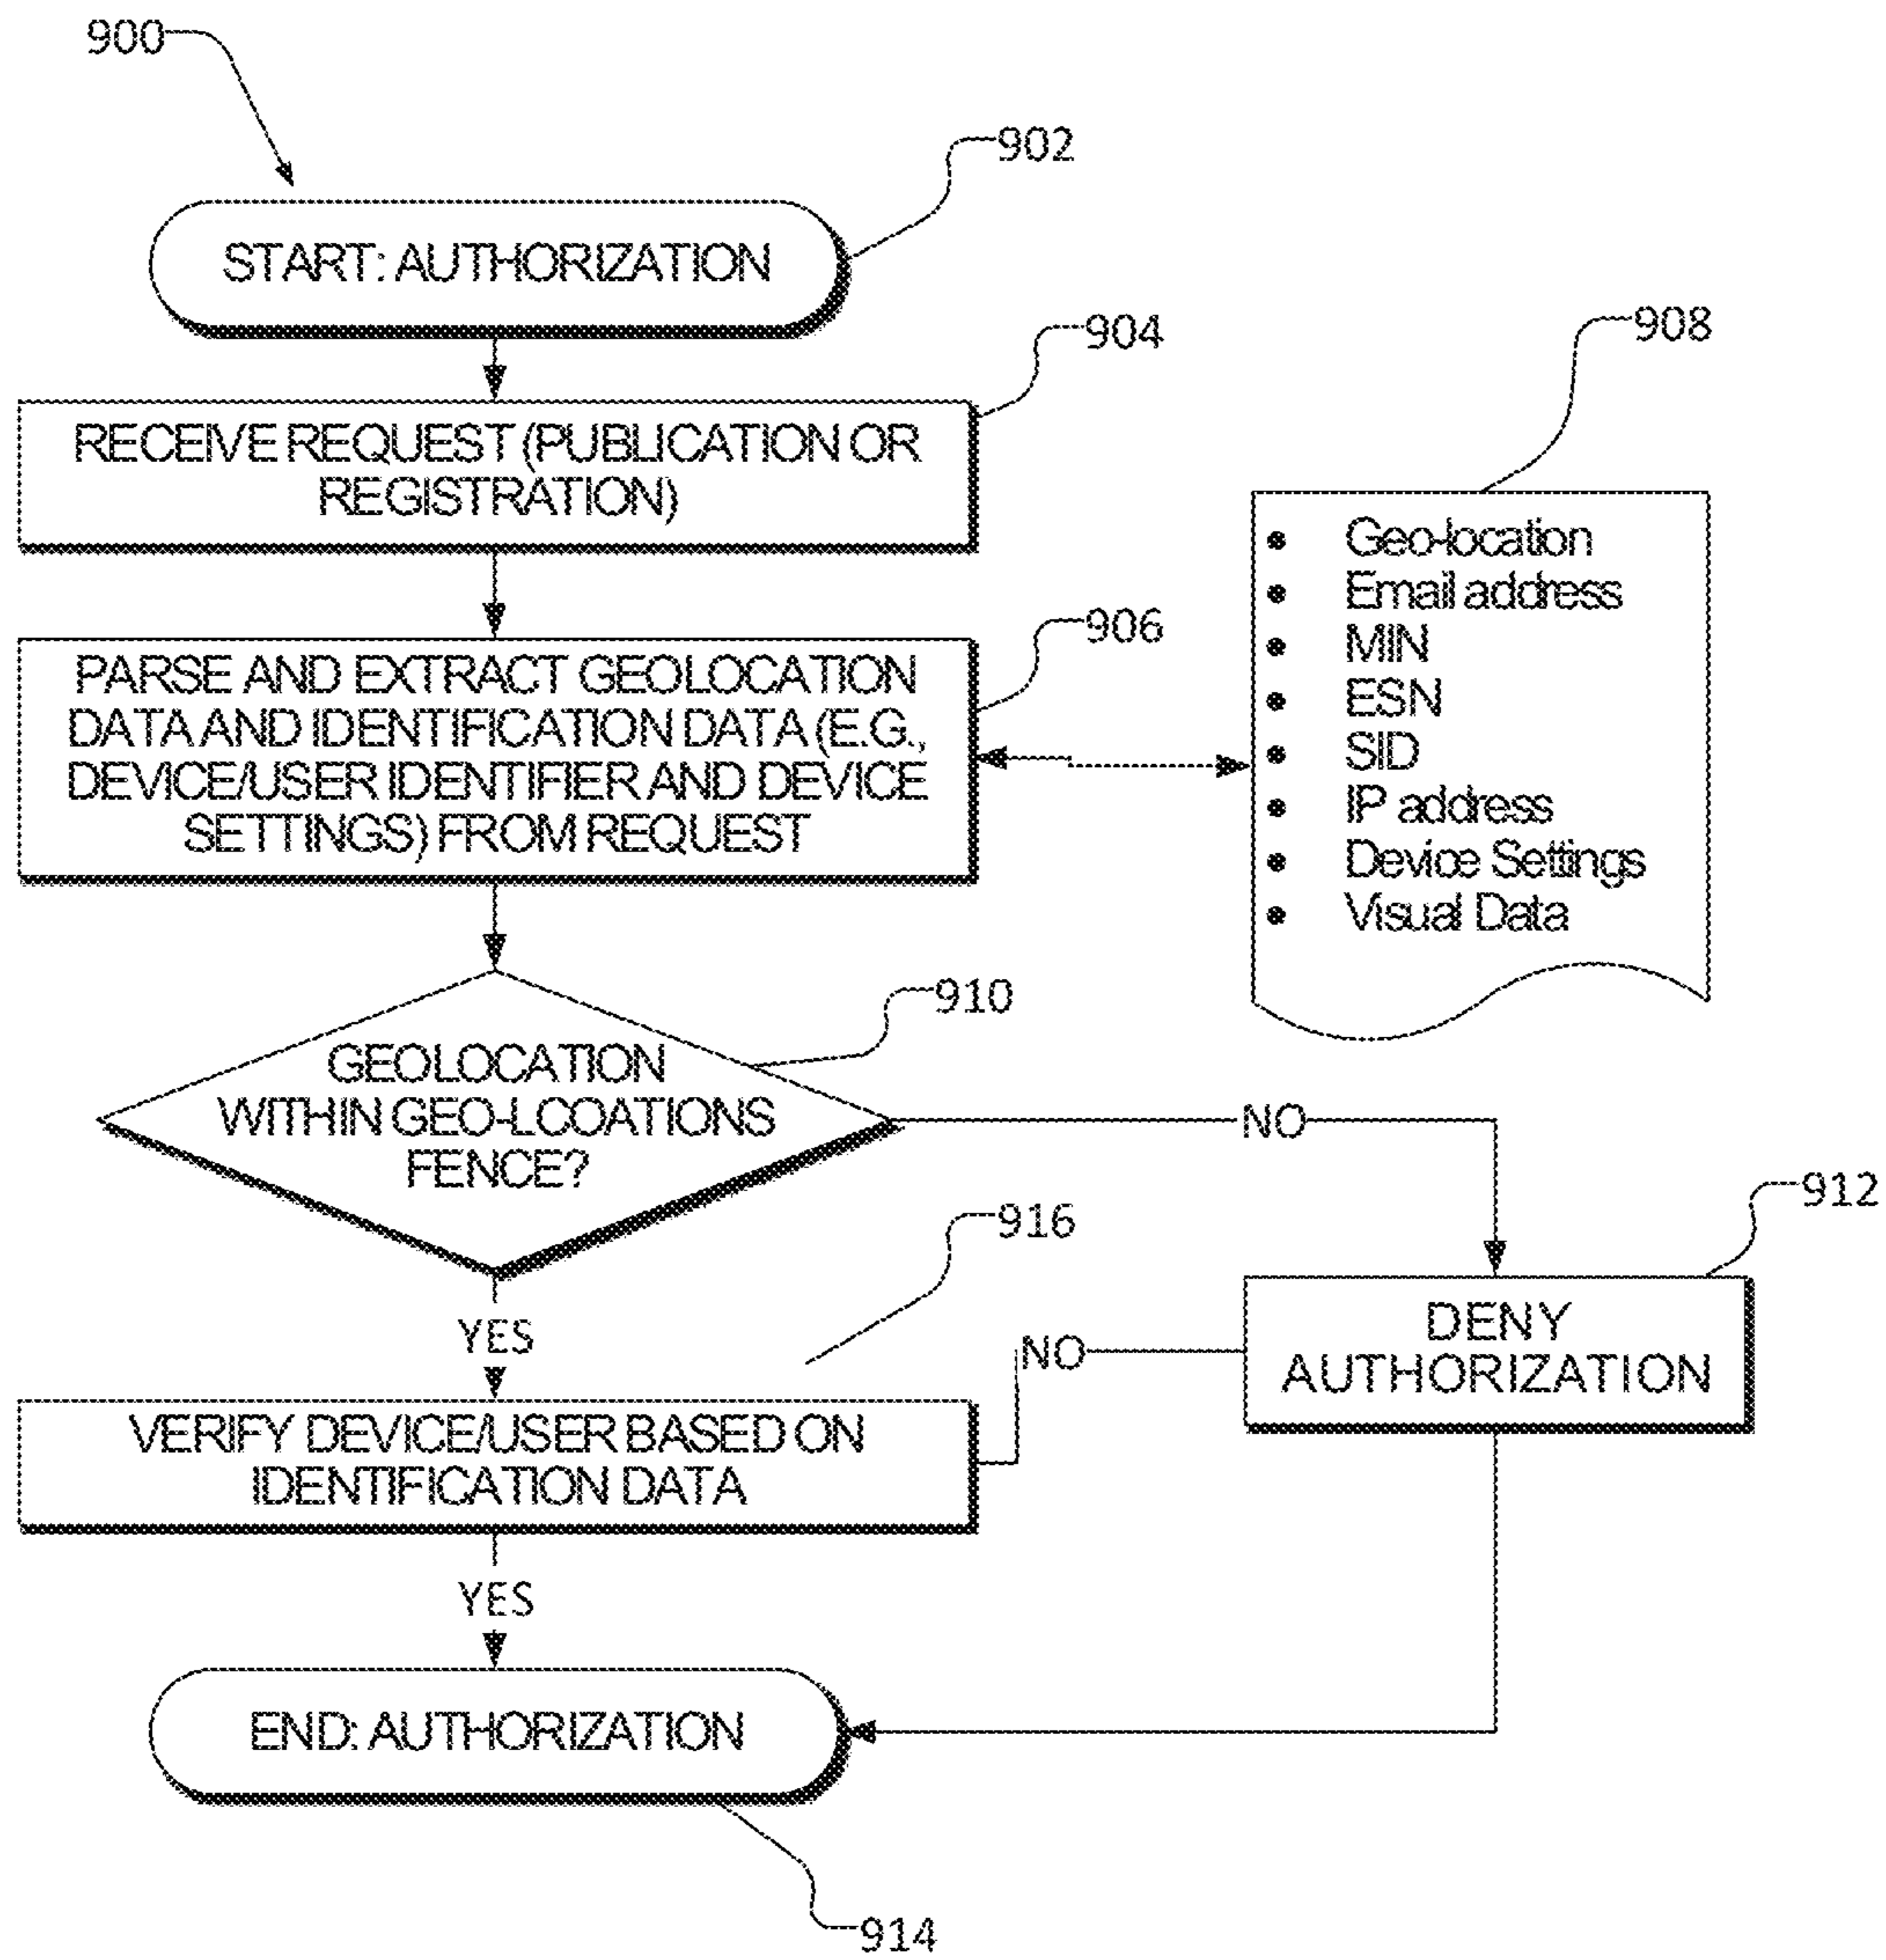 900
902
START: AUTHORIZATION
904
RECEIVE REQUEST (PUBLICATION OR
REGISTRATION)
906
PARSE AND EXTRACT GEOLOCATION
DATA AND IDENTIFICATION DATA (E.G.,
DEVICE/USER IDENTIFIER AND DEVICE
SETTINGS) FROM REQUEST
908
• Geo-location
• Email address
• MIN
• ESN
• SID
• IP address
• Device Settings
• Visual Data
910
GEOLOCATION
WITHIN GEO-LCOATIONS
FENCE?
NO
912
DENY
AUTHORIZATION
YES
916
NO
VERIFY DEVICE/USER BASED ON
IDENTIFICATION DATA
YES
END: AUTHORIZATION
914